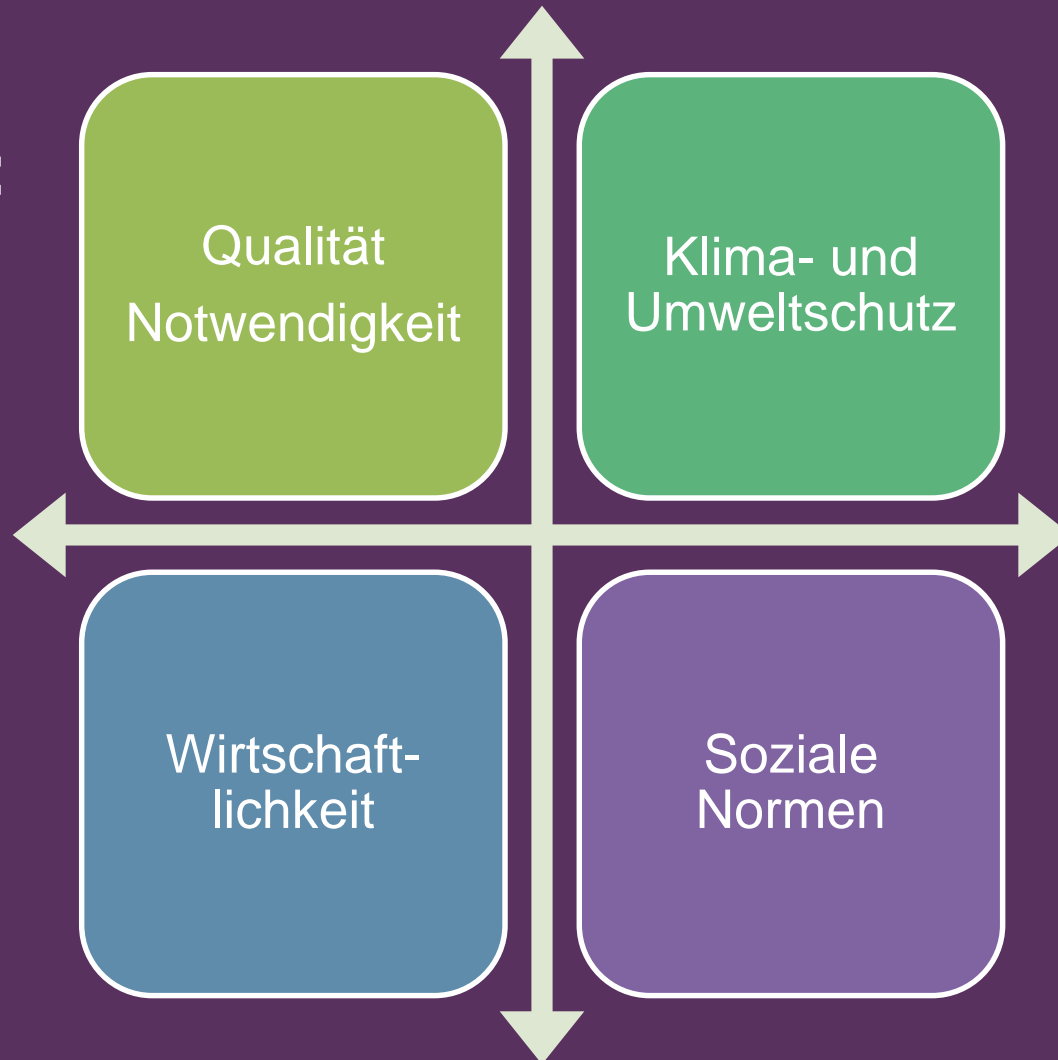 Qualität
Notwendigkeit
Klima- und
Umweltschutz
Wirtschaft-
lichkeit
Soziale
Normen